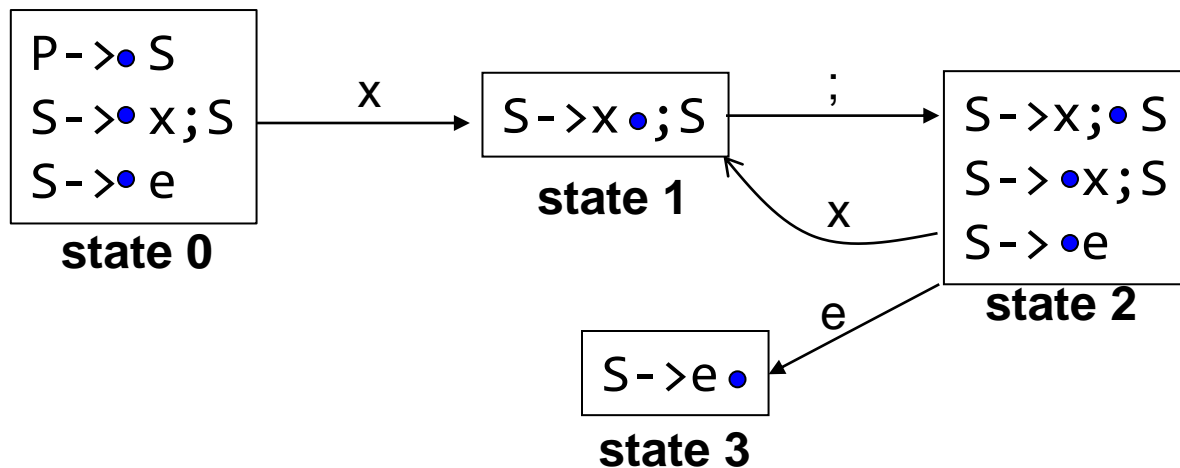 P->• S
S->• x;S
S->• e
state 0
x
S->x •;S
state 1
;
S->x;• S
S-> •x;S
S-> •e
state 2
x
e
S->e •
state 3